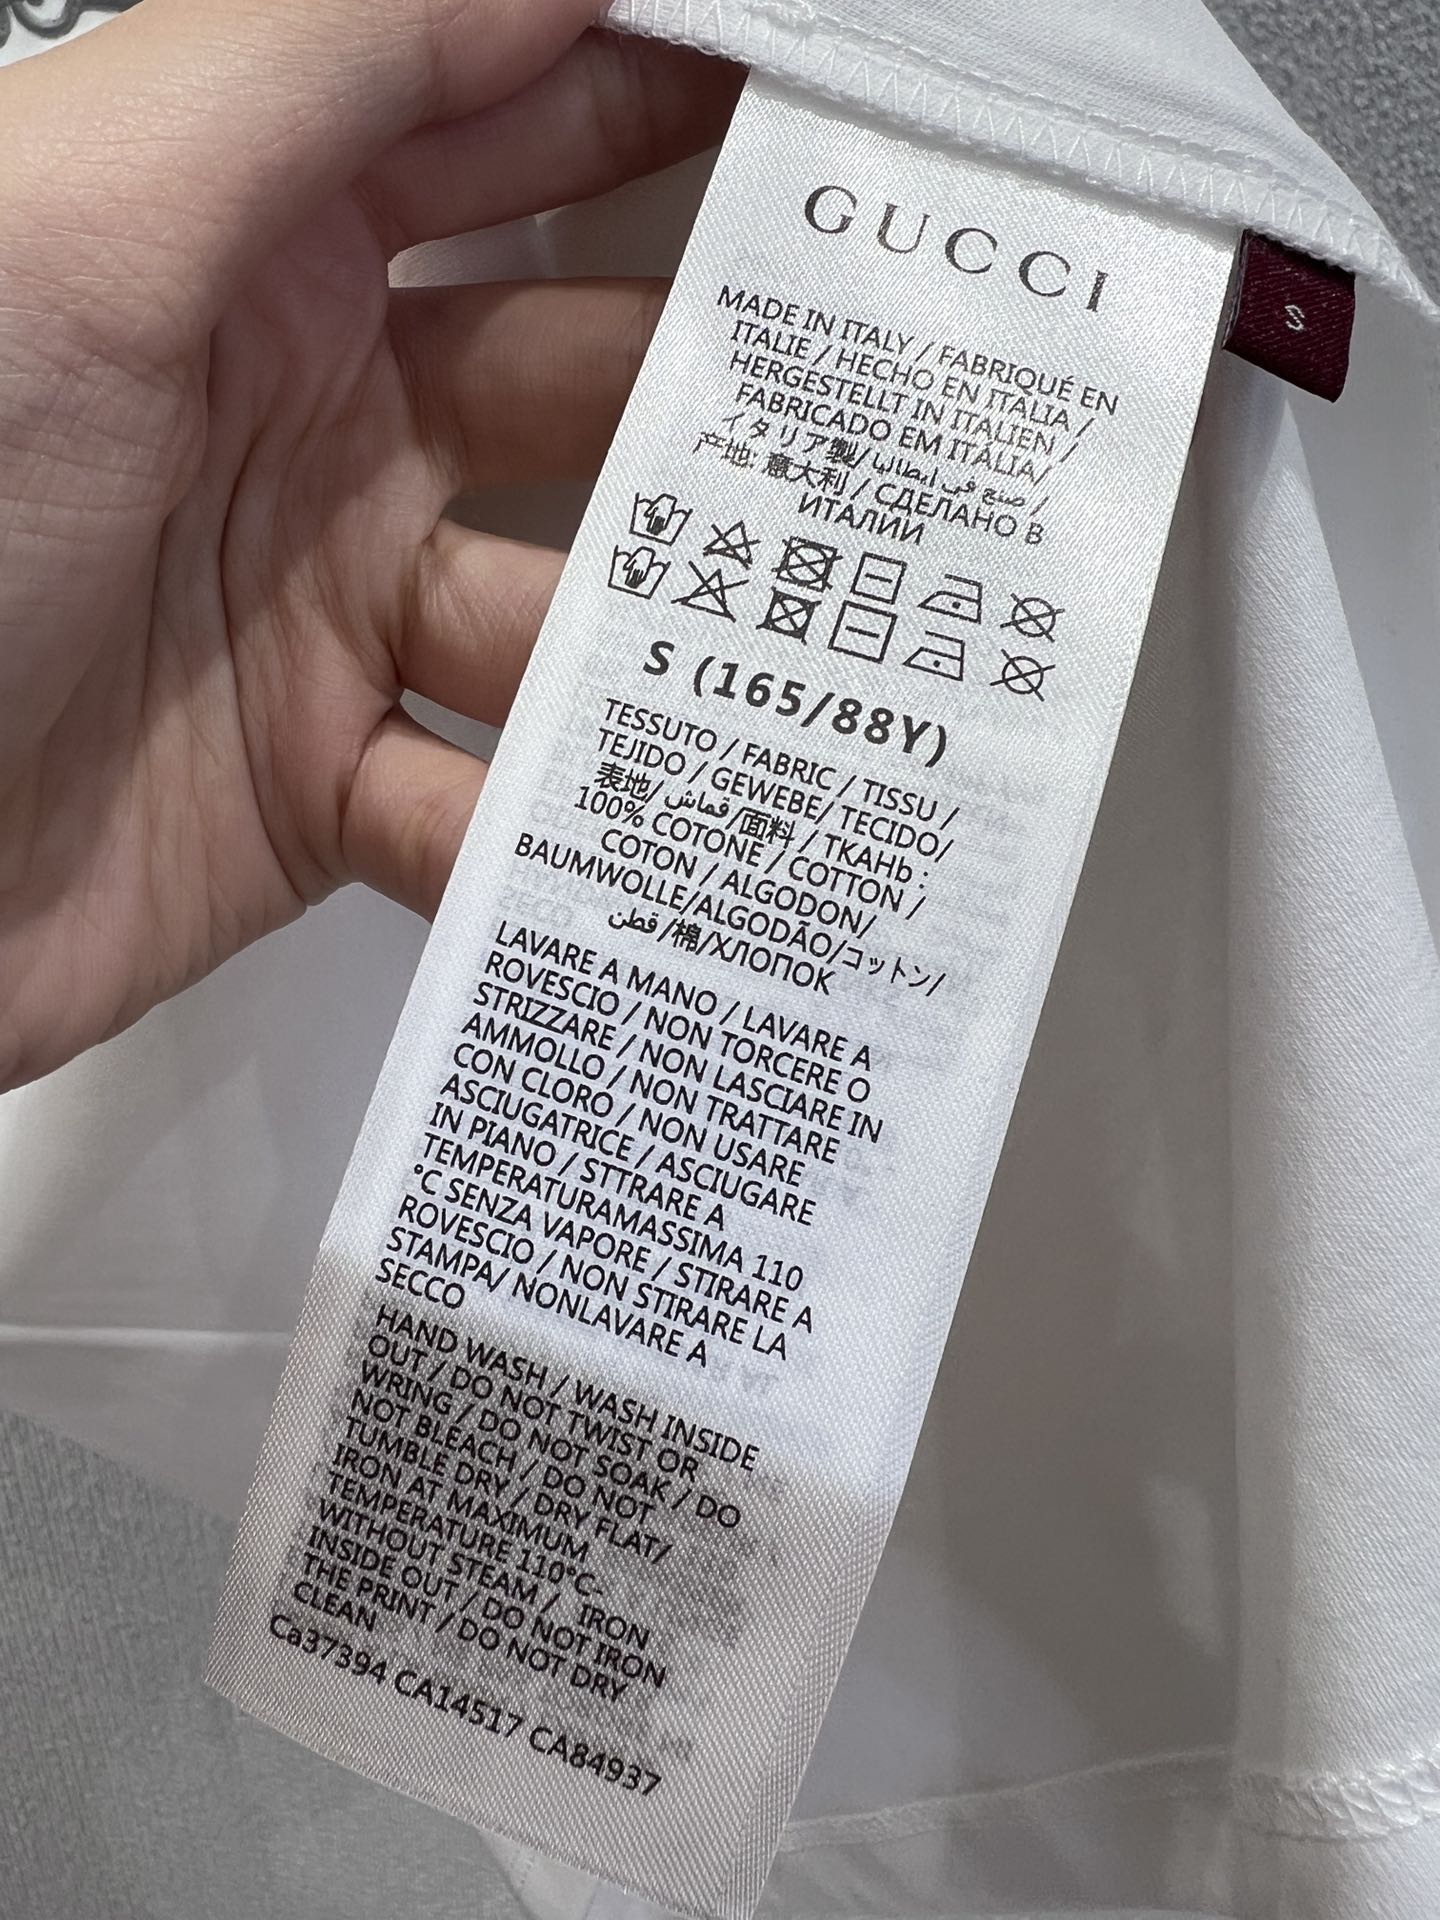 GUCCI
S
MADE IN ITALY / FABRIQUÉ EN
ITALIE / HECHO EN ITALIA /
HERGESTELLT IN ITALIEN /
FABRICADO EM ITÀLIA/
イタリア製/ صنع في ايطاليا /
产地: 意大利 / СДЕЛАНО В
ИТАЛИИ
S (165/88Y)
TESSUTO / FABRIC / TISSU /
TEJIDO / GEWEBE/ TECIDO/
表地/ قماش/面料 / TKAHb :
100% COTONE / COTTON /
COTON / ALGODON/
BAUMWOLLE/ALGODÃO/コットン/
قطن /棉/ХЛОПОК
LAVARE A MANO / LAVARE A
ROVESCIO / NON TORCERE O
STRIZZARE / NON LASCIARE IN
AMMOLLO / NON TRATTARE
CON CLORO / NON USARE
ASCIUGATRICE / ASCIUGARE
IN PIANO / STTRARE A
TEMPERATURAMASSIMA 110
°C SENZA VAPORE / STIRARE A
ROVESCIO / NON STIRARE LA
STAMPA/ NONLAVARE A
SECCO
HAND WASH / WASH INSIDE
OUT / DO NOT TWIST OR
WRING / DO NOT SOAK / DO
NOT BLEACH / DO NOT
TUMBLE DRY / DRY FLAT/
IRON AT MAXIMUM
TEMPERATURE 110°C-
WITHOUT STEAM / IRON
INSIDE OUT / DO NOT IRON
THE PRINT / DO NOT DRY
CLEAN
Ca37394 CA14517 CA84937